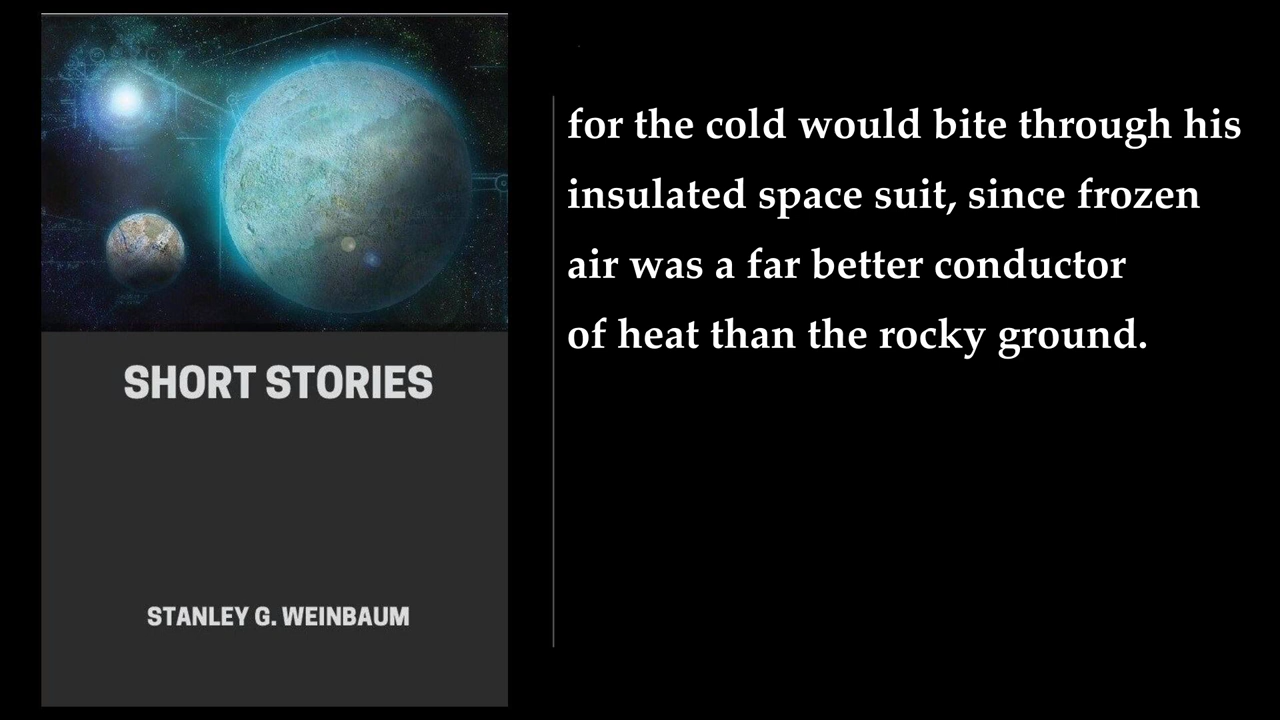 SHORT STORIES
STANLEY G. WEINBAUM
for the cold would bite through his
insulated space suit, since frozen
air was a far better conductor
of heat than the rocky ground.